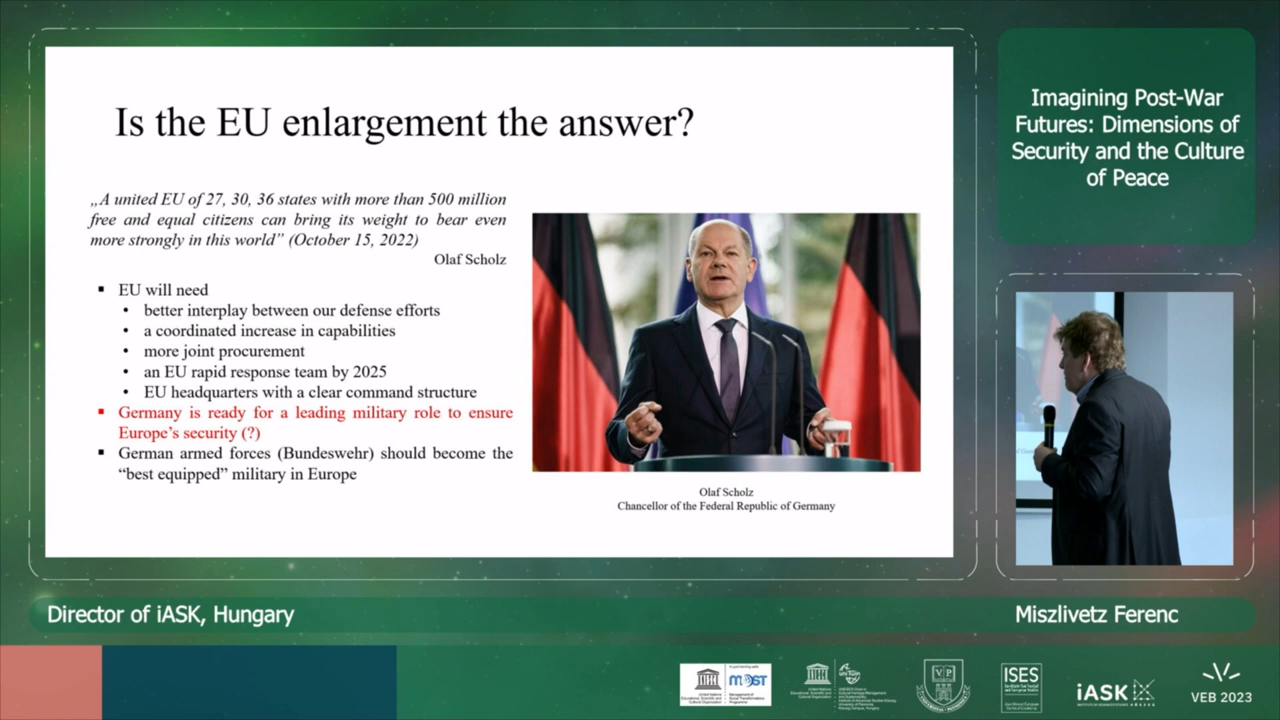 Is the EU enlargement the answer?
„A united EU of 27, 30, 36 states with more than 500 million
free and equal citizens can bring its weight to bear even
more strongly in this world” (October 15, 2022)
Olaf Scholz
▪ EU will need
• better interplay between our defense efforts
• a coordinated increase in capabilities
• more joint procurement
• an EU rapid response team by 2025
• EU headquarters with a clear command structure
▪ Germany is ready for a leading military role to ensure
Europe’s security (?)
▪ German armed forces (Bundeswehr) should become the
“best equipped” military in Europe
Olaf Scholz
Chancellor of the Federal Republic of Germany
Imagining Post-War
Futures: Dimensions of
Security and the Culture
of Peace
Director of iASK, Hungary
Miszlivetz Ferenc
ISES
iASK
VEB 2023